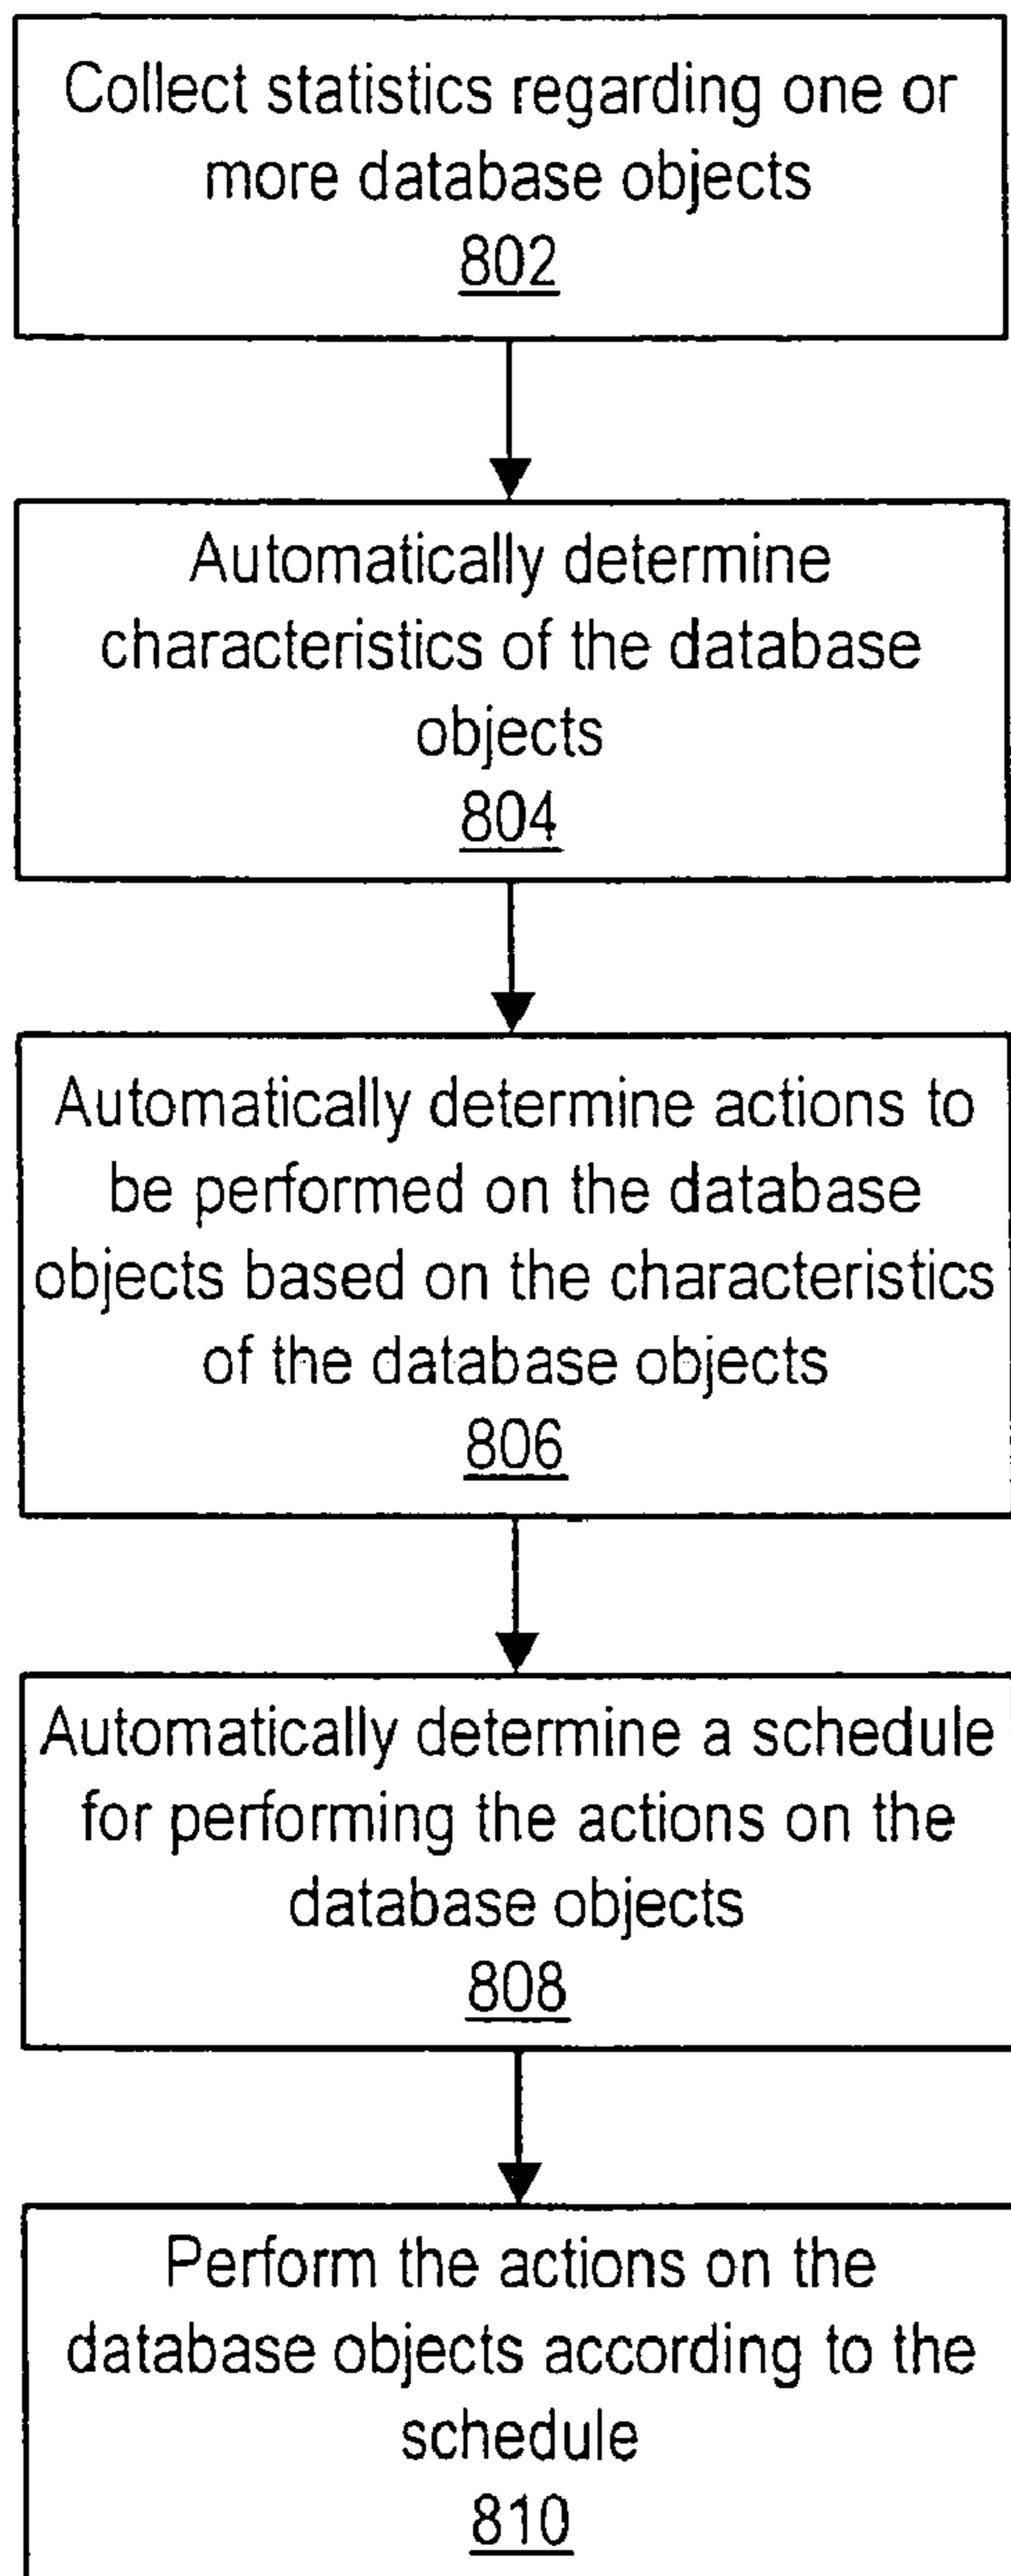 Collect statistics regarding one or
more database objects
802
Automatically determine
characteristics of the database
objects
804
Automatically determine actions to
be performed on the database
objects based on the characteristics
of the database objects
806
Automatically determine a schedule
for performing the actions on the
database objects
808
Perform the actions on the
database objects according to the
schedule
810